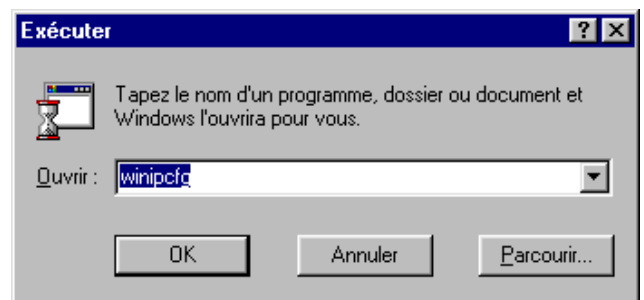 Exécuter
Tapez le nom d'un programme, dossier ou document et
Windows l'ouvrira pour vous.
Ouvrir : winipcfg
OK Annuler Parcourir...